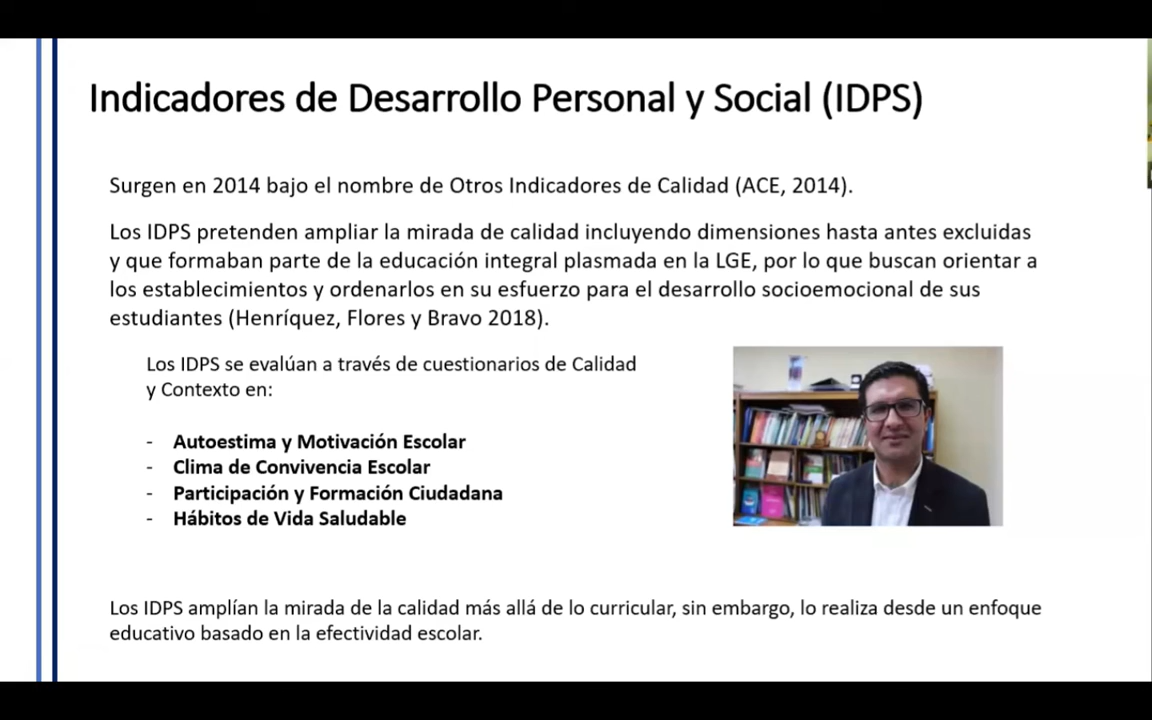 Indicadores de Desarrollo Personal y Social (IDPS)
Surgen en 2014 bajo el nombre de Otros Indicadores de Calidad (ACE, 2014).
Los IDPS pretenden ampliar la mirada de calidad incluyendo dimensiones hasta antes excluidas
y que formaban parte de la educación integral plasmada en la LGE, por lo que buscan orientar a
los establecimientos y ordenarlos en su esfuerzo para el desarrollo socioemocional de sus
estudiantes (Henríquez, Flores y Bravo 2018).
Los IDPS se evalúan a través de cuestionarios de Calidad
y Contexto en:
- Autoestima y Motivación Escolar
- Clima de Convivencia Escolar
- Participación y Formación Ciudadana
- Hábitos de Vida Saludable
Los IDPS amplían la mirada de la calidad más allá de lo curricular, sin embargo, lo realiza desde un enfoque
educativo basado en la efectividad escolar.